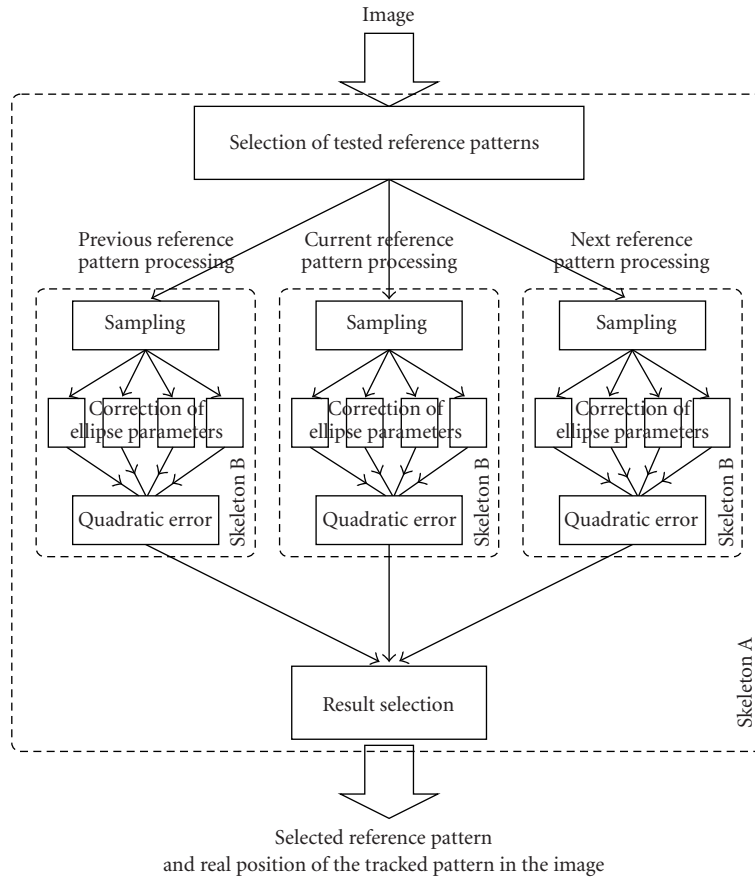 Image
Selection of tested reference patterns
Previous reference
pattern processing
Current reference
pattern processing
Next reference
pattern processing
Sampling
Correction of
ellipse parameters
Quadratic error
Skeleton B
Sampling
Correction of
ellipse parameters
Quadratic error
Skeleton B
Sampling
Correction of
ellipse parameters
Quadratic error
Skeleton B
Result selection
Skeleton A
Selected reference pattern
and real position of the tracked pattern in the image